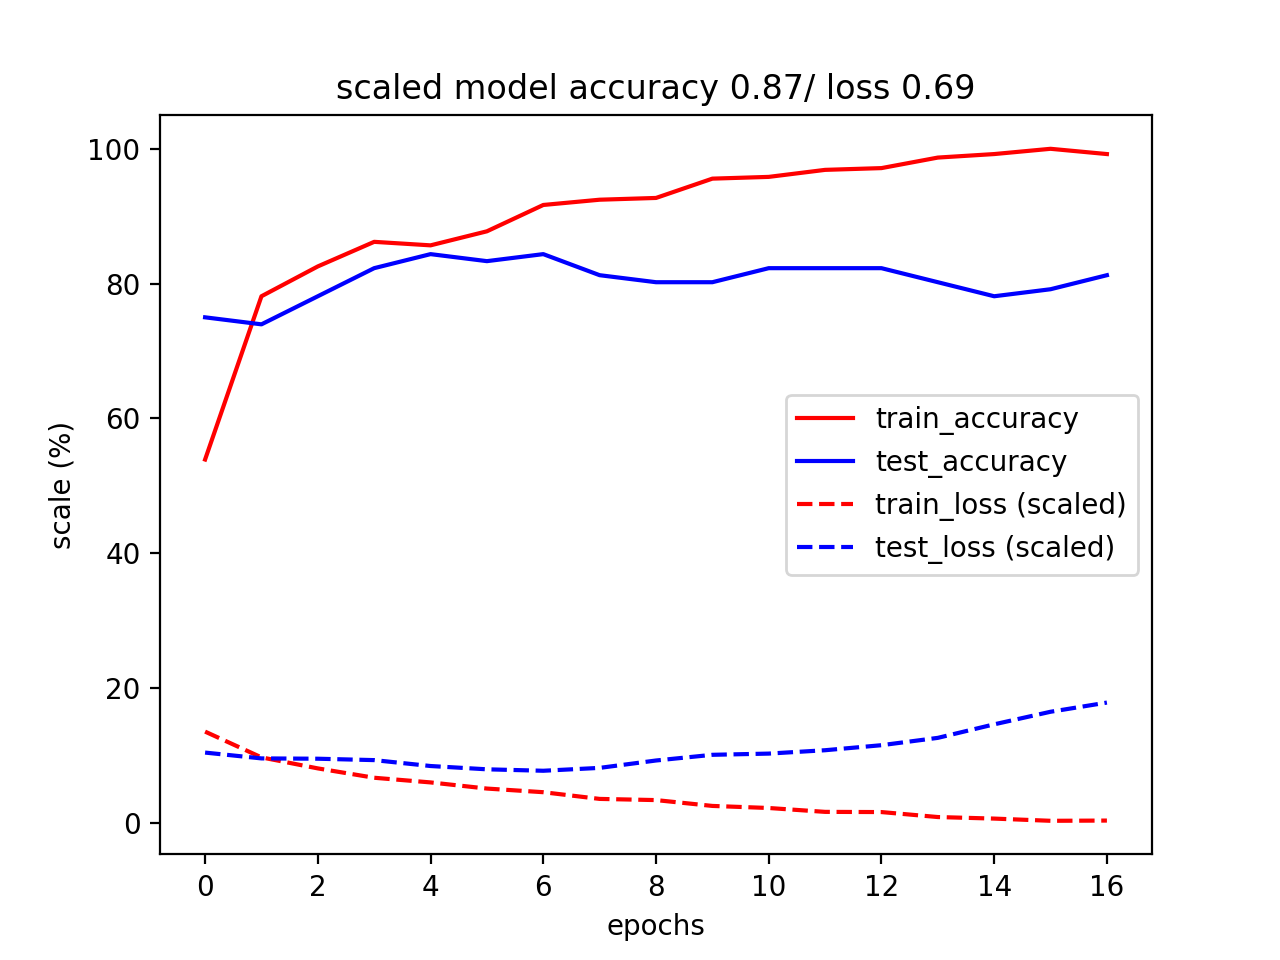 scaled model accuracy 0.87/ loss 0.69
100
80
60
40
20
0
scale (%)
train_accuracy
test_accuracy
train_loss (scaled)
test_loss (scaled)
0 2 4 6 8 10 12 14 16
epochs